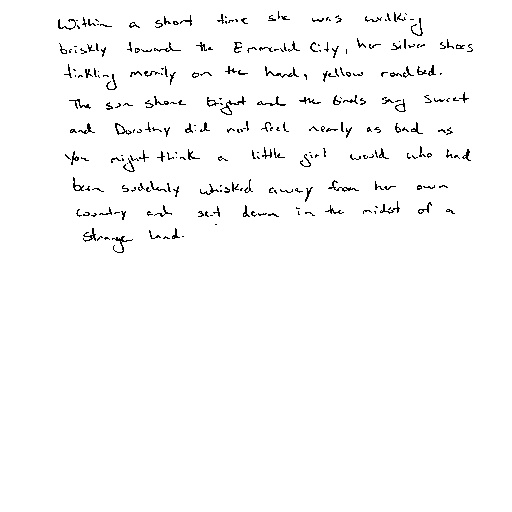 Within a short time she was walking
briskly toward the Emerald City, her silver shoes
tinkling merrily on the hard, yellow roadbed.
The sun shone bright and the birds sang sweet
and Dorothy did not feel nearly as bad as
you might think a little girl would who had
been suddenly whisked away from her own
country and set down in the midst of a
strange land.